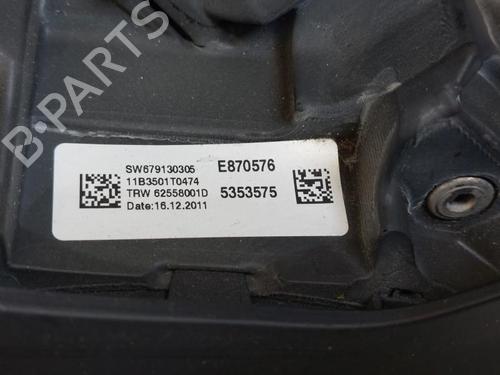 B-PARTS
SW679130305 E870576
11B3501T0474
TRW 62558001D 5353575
Date:16.12.2011